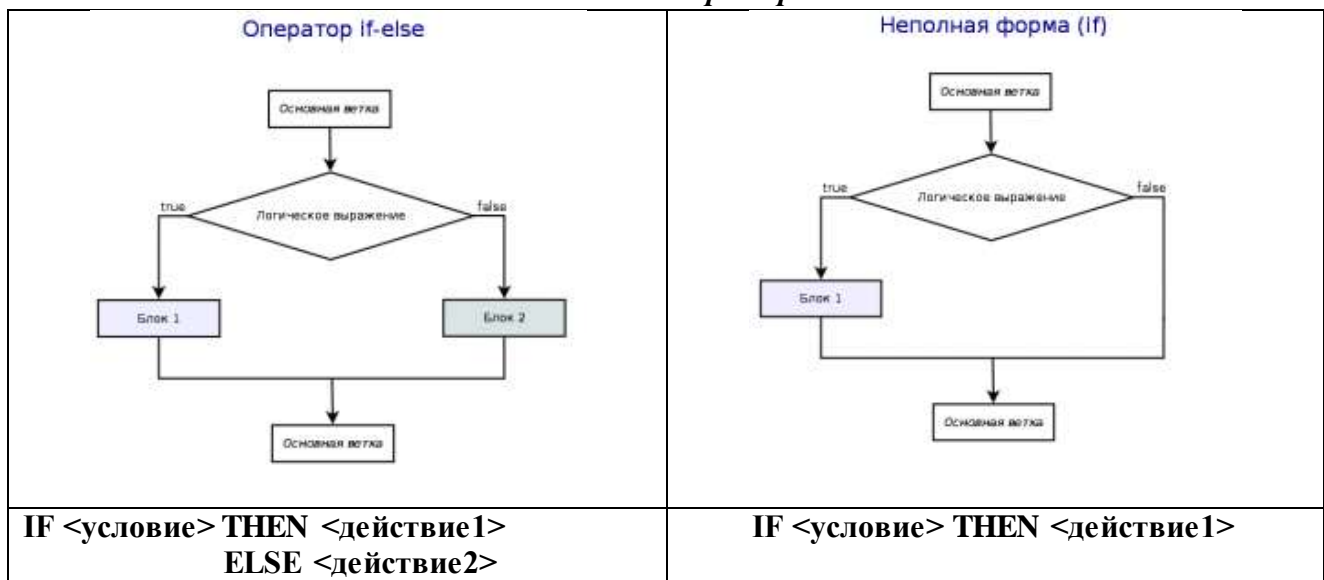 Оператор if-else
Основная ветка
Логическое выражение
true
false
Блок 1
Блок 2
Основная ветка
IF <условие> THEN <действие1>
ELSE <действие2>
Неполная форма (if)
Основная ветка
Логическое выражение
true
false
Блок 1
Основная ветка
IF <условие> THEN <действие1>